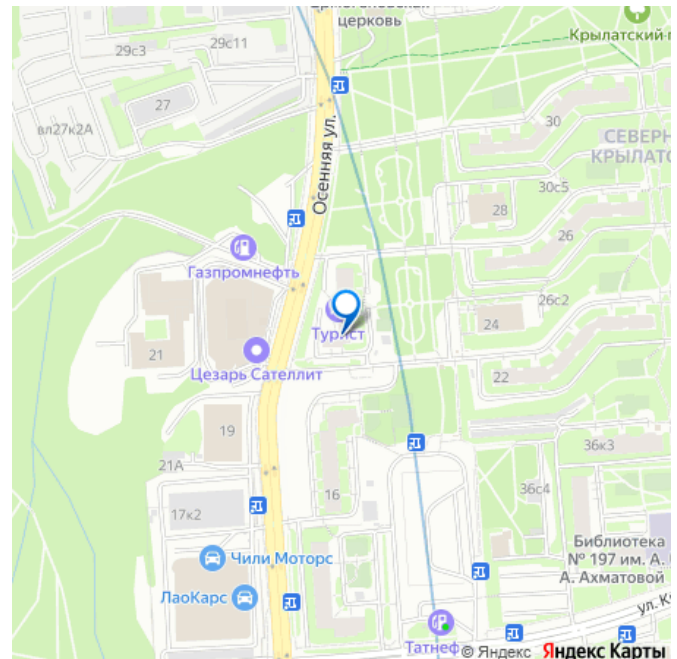 церковь
Крылатский
29с3
29с11
27
вл27к2А
Осенняя ул.
30
СЕВЕРН
КРЫЛАТС
30с5
28
26
Газпромнефть
26с2
24
Турист
21
Цезарь Сателлит
22
19
36к3
21А
16
36с4
17к2
Библиотека
№ 197 им. А.
А. Ахматовой
Чили Моторс
ЛаоКарс
ул. К
Татнеф
© Яндекс Яндекс Карты